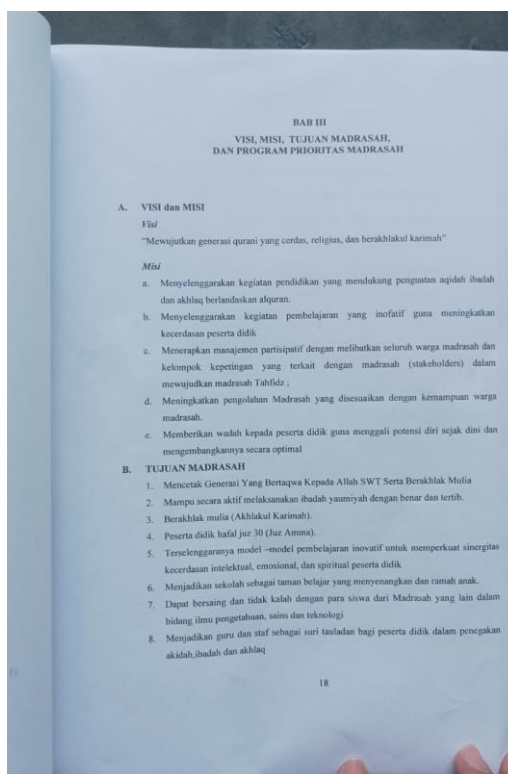 BAB III
VISI, MISI, TUJUAN MADRASAH,
DAN PROGRAM PRIORITAS MADRASAH
A. VISI dan MISI
Visi
"Mewujutkan generasi qurani yang cerdas, religius, dan berakhlakul karimah"
Misi
a. Menyelenggarakan kegiatan pendidikan yang mendukung penguatan aqidah ibadah
dan akhlaq berlandaskan alquran.
b. Menyelenggarakan kegiatan pembelajaran yang inofatif guna meningkatkan
kecerdasan peserta didik
c. Menerapkan manajemen partisipatif dengan melibatkan seluruh warga madrasah dan
kelompok kepetingan yang terkait dengan madrasah (stakeholders) dalam
mewujudkan madrasah Tahfidz ;
d. Meningkatkan pengolahan Madrasah yang disesuaikan dengan kemampuan warga
madrasah.
e. Memberikan wadah kepada peserta didik guna menggali potensi diri sejak dini dan
mengembangkannya secara optimal
B. TUJUAN MADRASAH
1. Mencetak Generasi Yang Bertaqwa Kepada Allah SWT Serta Berakhlak Mulia
2. Mampu secara aktif melaksanakan ibadah yaumiyah dengan benar dan tertib.
3. Berakhlak mulia (Akhlakul Karimah).
4. Peserta didik hafal juz 30 (Juz Amma).
5. Terselenggaranya model –model pembelajaran inovatif untuk memperkuat sinergitas
kecerdasan intelektual, emosional, dan spiritual peserta didik
6. Menjadikan sekolah sebagai taman belajar yang menyenangkan dan ramah anak.
7. Dapat bersaing dan tidak kalah dengan para siswa dari Madrasah yang lain dalam
bidang ilmu pengetahuan, sains dan teknologi
8. Menjadikan guru dan staf sebagai suri tauladan bagi peserta didik dalam penegakan
akidah,ibadah dan akhlaq
18